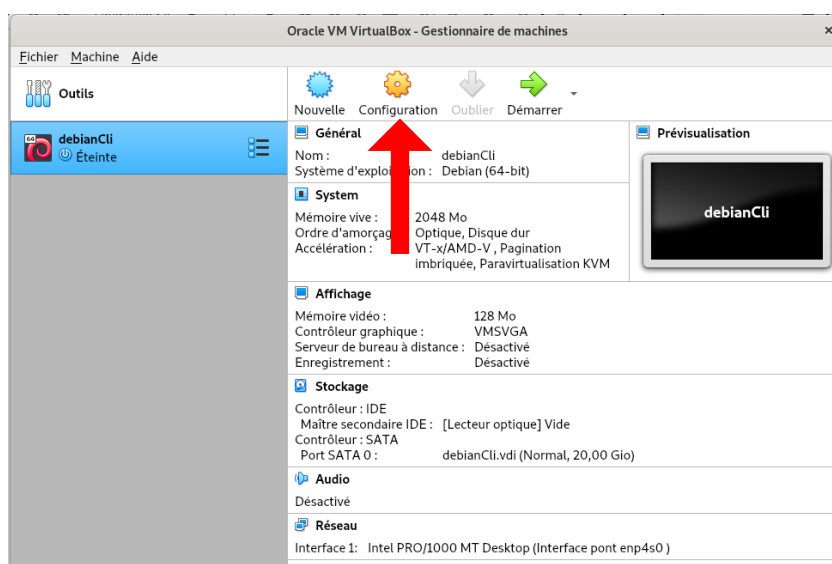 Oracle VM VirtualBox - Gestionnaire de machines
Fichier Machine Aide
Outils
Nouvelle Configuration Oublier Démarrer
64
debianCli
Éteinte
Général
Nom : debianCli
Système d'exploi ion : Debian (64-bit)
System
Mémoire vive : 2048 Mo
Ordre d'amorçag Optique, Disque dur
Accélération : VT-x/AMD-V , Pagination
imbriquée, Paravirtualisation KVM
Prévisualisation
debianCli
Affichage
Mémoire vidéo : 128 Mo
Contrôleur graphique : VMSVGA
Serveur de bureau à distance : Désactivé
Enregistrement : Désactivé
Stockage
Contrôleur : IDE
Maître secondaire IDE : [Lecteur optique] Vide
Contrôleur : SATA
Port SATA 0 : debianCli.vdi (Normal, 20,00 Gio)
Audio
Désactivé
Réseau
Interface 1: Intel PRO/1000 MT Desktop (Interface pont enp4s0 )